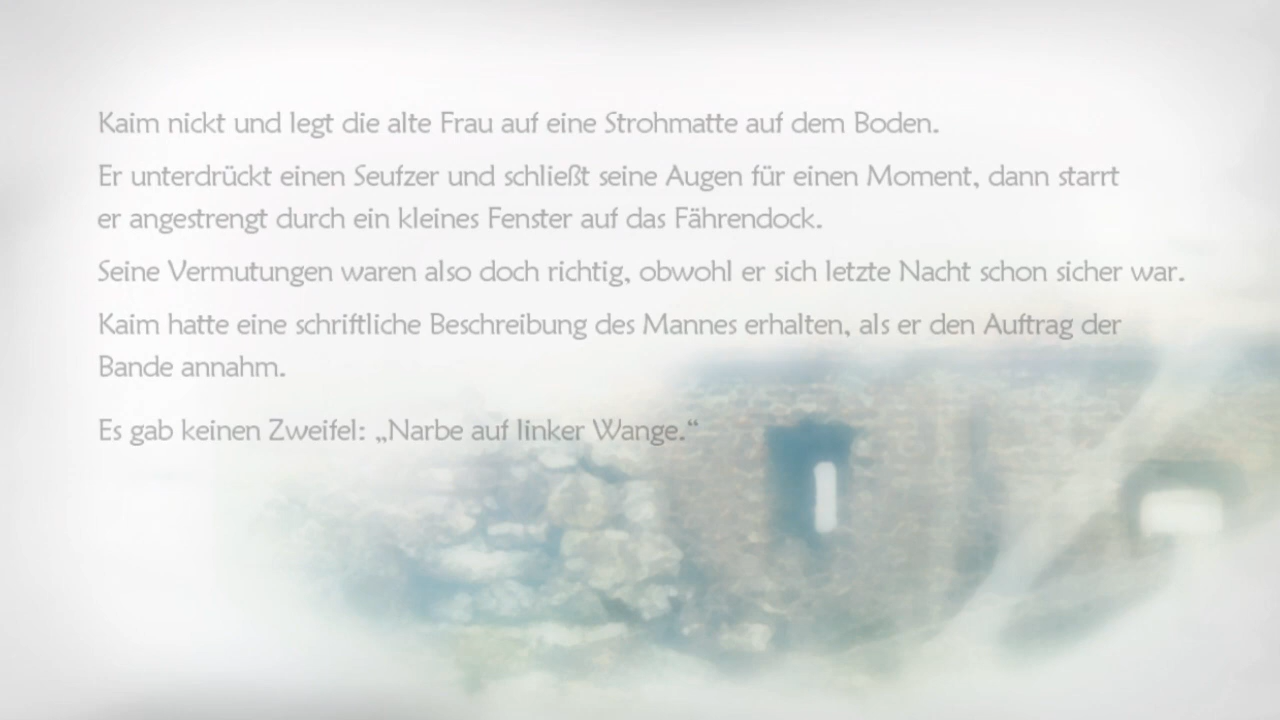 Kaim nickt und legt die alte Frau auf eine Strohmatte auf dem Boden.
Er unterdrückt einen Seufzer und schließt seine Augen für einen Moment, dann starrt
er angestrengt durch ein kleines Fenster auf das Fährendock.
Seine Vermutungen waren also doch richtig, obwohl er sich letzte Nacht schon sicher war.
Kaim hatte eine schriftliche Beschreibung des Mannes erhalten, als er den Auftrag der
Bande annahm.
Es gab keinen Zweifel: „Narbe auf linker Wange.“